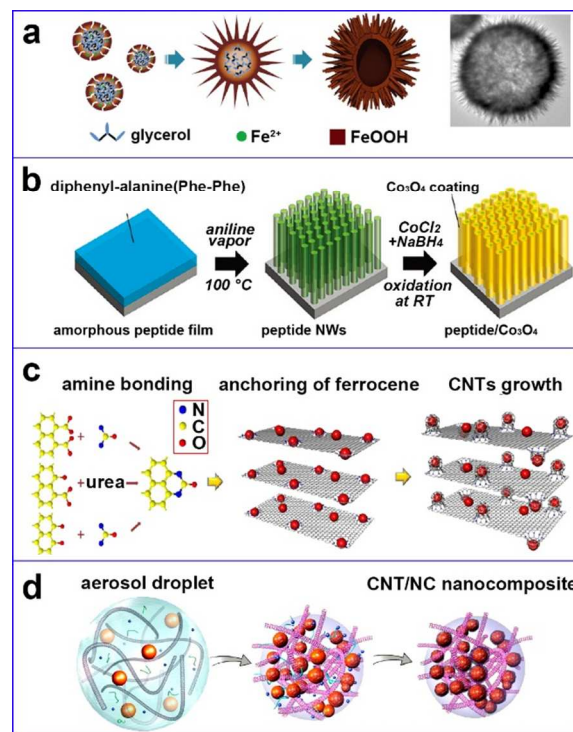 a
glycerol
Fe²⁺
FeOOH
b
diphenyl-alanine(Phe-Phe)
Co₃O₄ coating
aniline
vapor
100 °C
CoCl₂
+NaBH₄
oxidation
at RT
amorphous peptide film
peptide NWs
peptide/Co₃O₄
c
amine bonding
anchoring of ferrocene
CNTs growth
N
C
O
+
+urea
+
d
aerosol droplet
CNT/NC nanocomposite